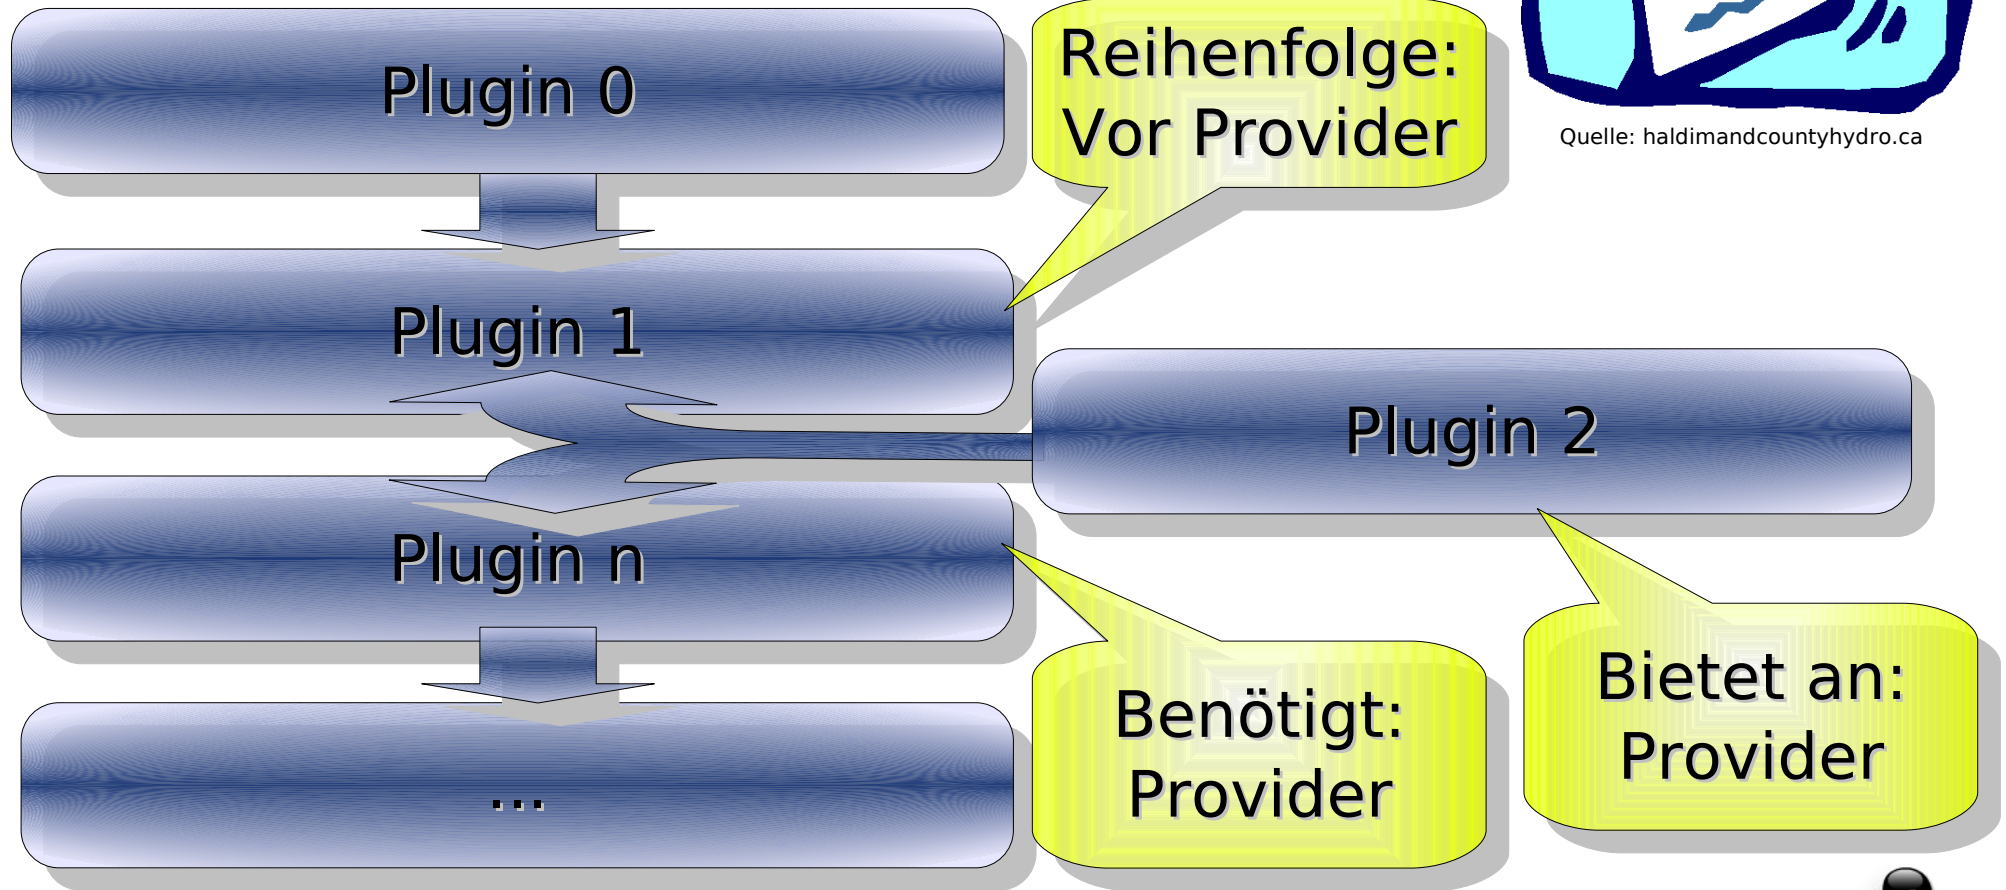 Plugin 0
Reihenfolge:
Vor Provider
Quelle: haldimandcountyhydro.ca
Plugin 1
Plugin 2
Plugin n
Benötigt:
Provider
Bietet an:
Provider
...